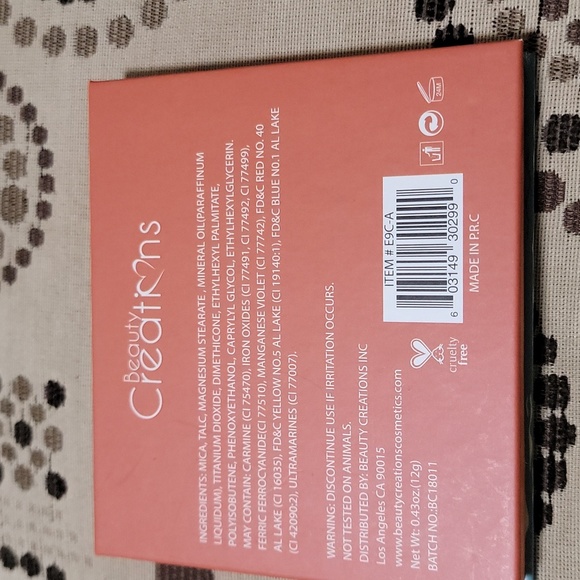 Beauty
Creations
INGREDIENTS: MICA, TALC, MAGNESIUM STEARATE , MINERAL OIL(PARAFFINUM
LIQUIDUM), TITANIUM DIOXIDE, DIMETHICONE, ETHYLHEXYL PALMITATE,
POLYISOBUTENE, PHENOXYETHANOL, CAPRYLYL GLYCOL, ETHYLHEXYLGLYCERIN.
MAY CONTAIN: CARMINE (CI 75470), IRON OXIDES (CI 77491, CI 77492, CI 77499),
FERRIC FERROCYANIDE(CI 77510), MANGANESE VIOLET (CI 77742), FD&C RED NO. 40
AL LAKE (CI 16035), FD&C YELLOW NO.5 AL LAKE (CI 19140:1), FD&C BLUE NO.1 AL LAKE
(CI 42090:2), ULTRAMARINES (CI 77007).
WARNING: DISCONTINUE USE IF IRRITATION OCCURS.
NOT TESTED ON ANIMALS.
DISTRIBUTED BY: BEAUTY CREATIONS INC
Los Angeles CA 90015
www.beautycreationscosmetics.com
Net Wt: 0.43oz.(12g)
BATCH NO.:BC18011
cruelty
free
ITEM # E9C-A
6 03149 30299 0
MADE IN P.R.C
24M